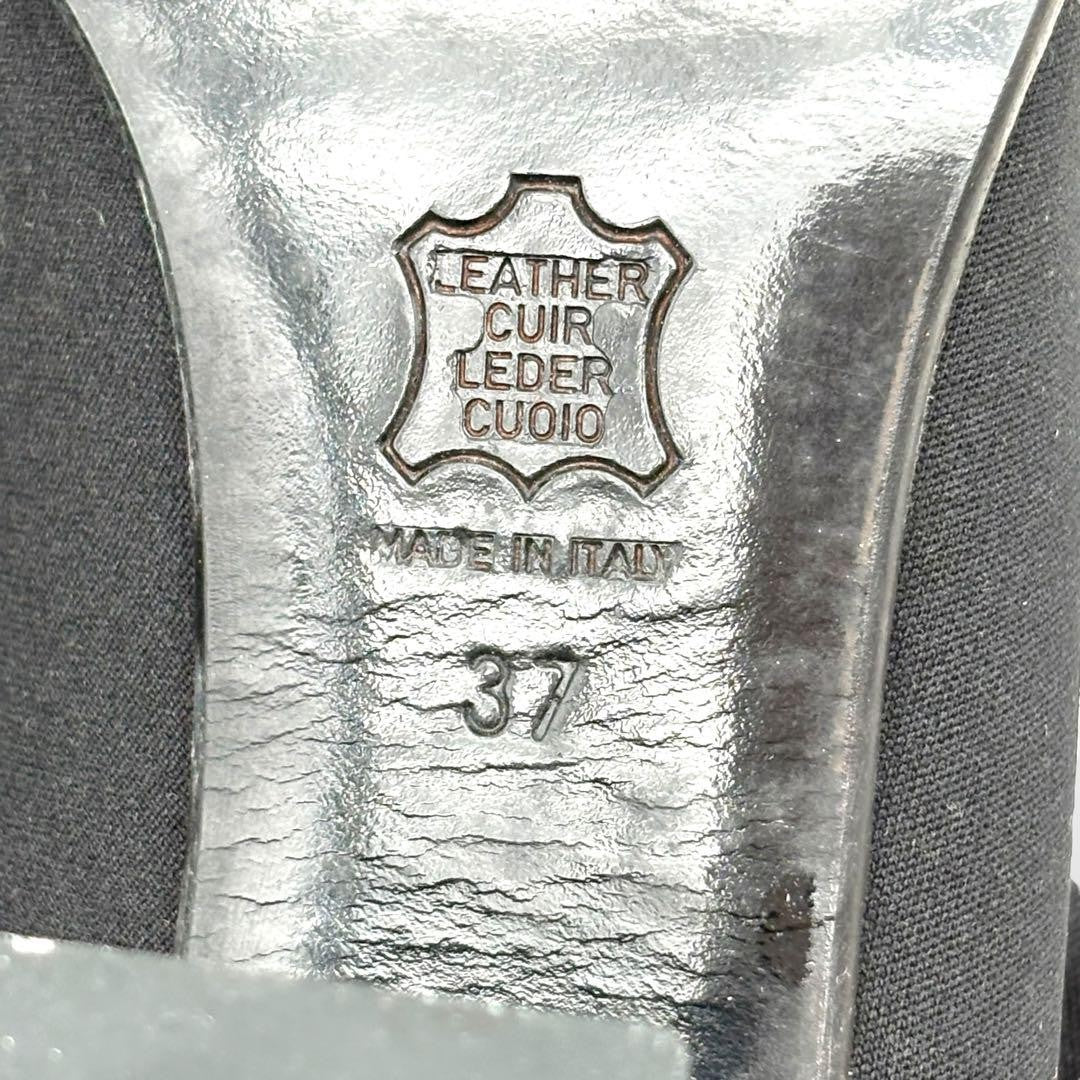 LEATHER
CUIR
LEDER
CUOIO
MADE IN ITALY
37